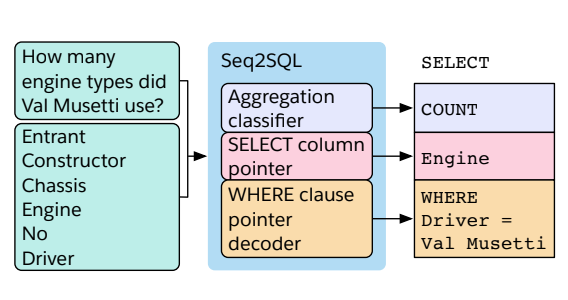 How many
engine types did
Val Musetti use?
Entrant
Constructor
Chassis
Engine
No
Driver
Seq2SQL
Aggregation
classifier
SELECT column
pointer
WHERE clause
pointer
decoder
SELECT
COUNT
Engine
WHERE
Driver =
Val Musetti